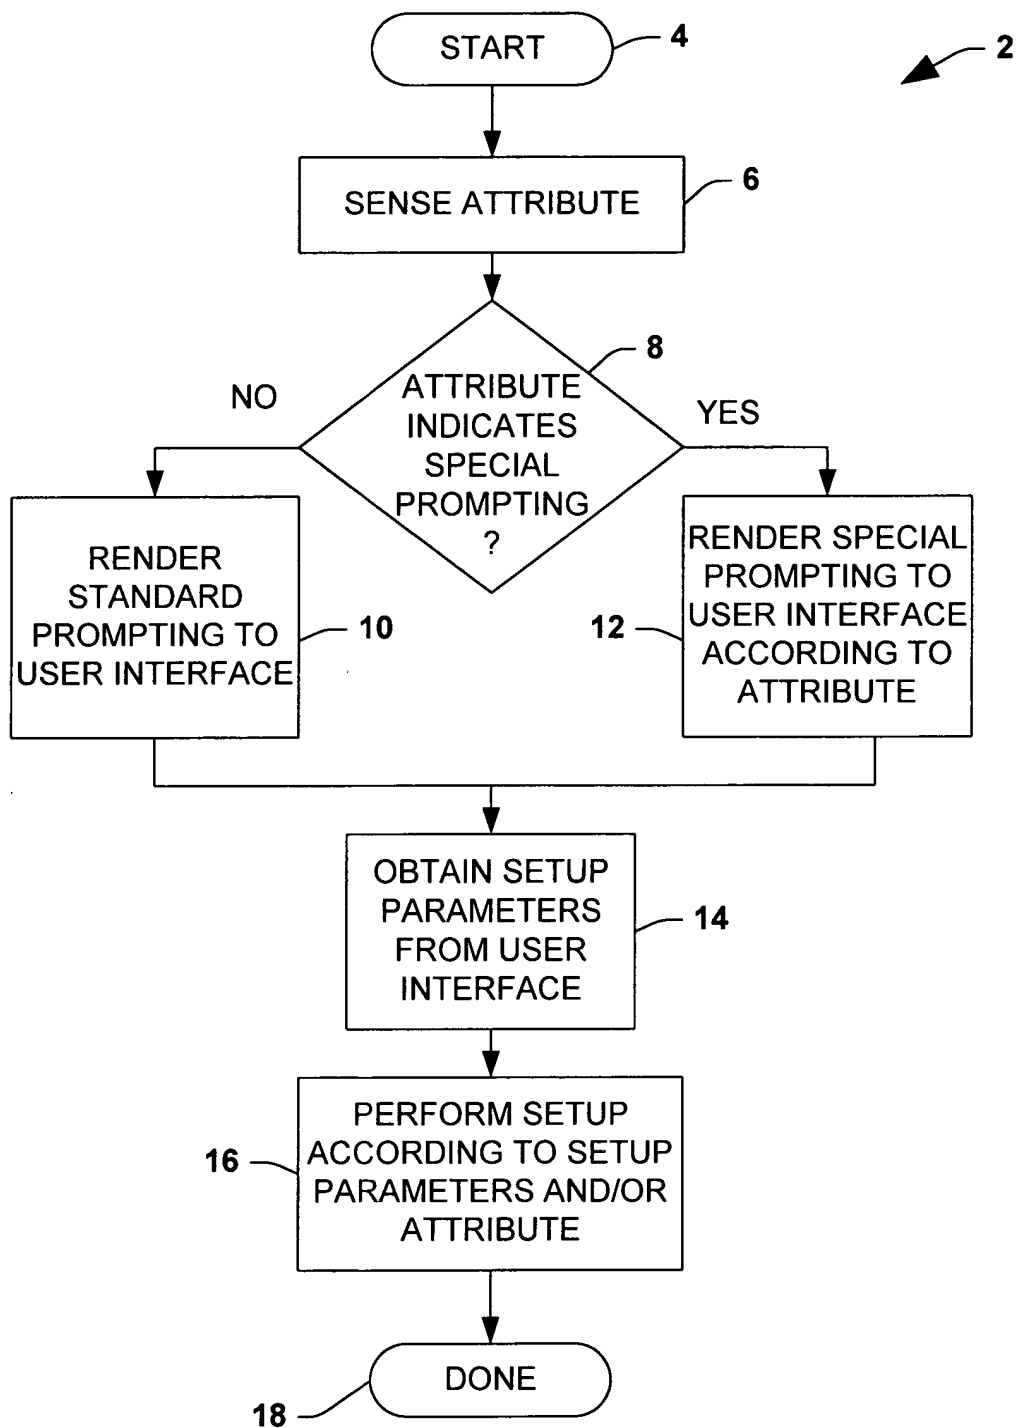 START
4
2
SENSE ATTRIBUTE
6
8
ATTRIBUTE
INDICATES
SPECIAL
PROMPTING
?
NO
YES
RENDER
STANDARD
PROMPTING TO
USER INTERFACE
10
12
RENDER SPECIAL
PROMPTING TO
USER INTERFACE
ACCORDING TO
ATTRIBUTE
OBTAIN SETUP
PARAMETERS
FROM USER
INTERFACE
14
PERFORM SETUP
ACCORDING TO SETUP
PARAMETERS AND/OR
ATTRIBUTE
16
DONE
18